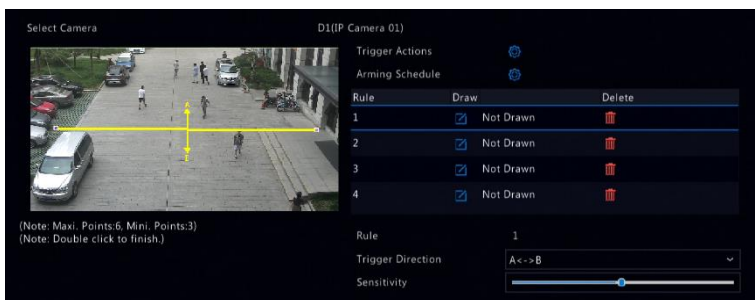 Select Camera D1(IP Camera 01)
Trigger Actions
Arming Schedule
Rule Draw Delete
1 Not Drawn
2 Not Drawn
3 Not Drawn
4 Not Drawn
(Note: Maxi. Points:6, Mini. Points:3)
(Note: Double click to finish.)
Rule 1
Trigger Direction A<->B
Sensitivity